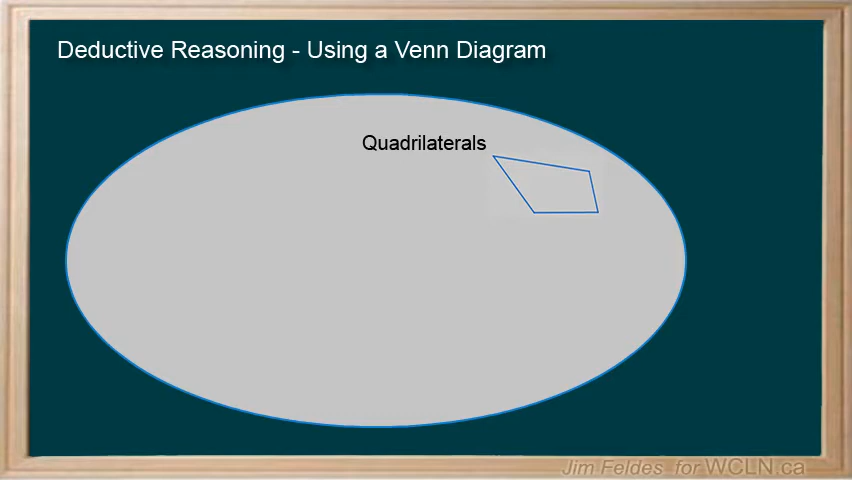 Deductive Reasoning - Using a Venn Diagram
Quadrilaterals
Jim Feldes for WCLN.ca